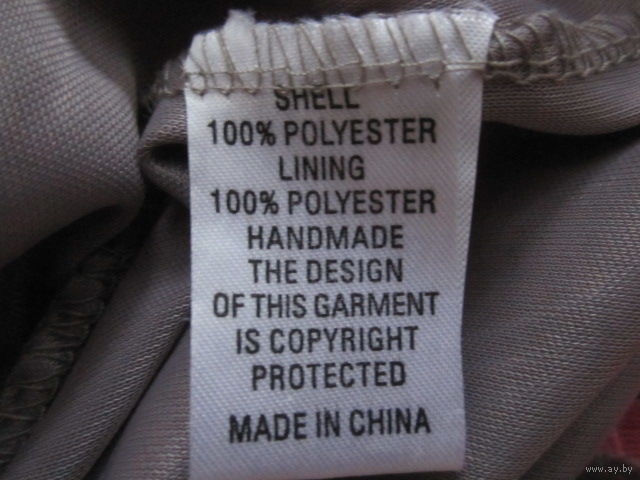 SHELL
100% POLYESTER
LINING
100% POLYESTER
HANDMADE
THE DESIGN
OF THIS GARMENT
IS COPYRIGHT
PROTECTED
MADE IN CHINA
www.ay.by